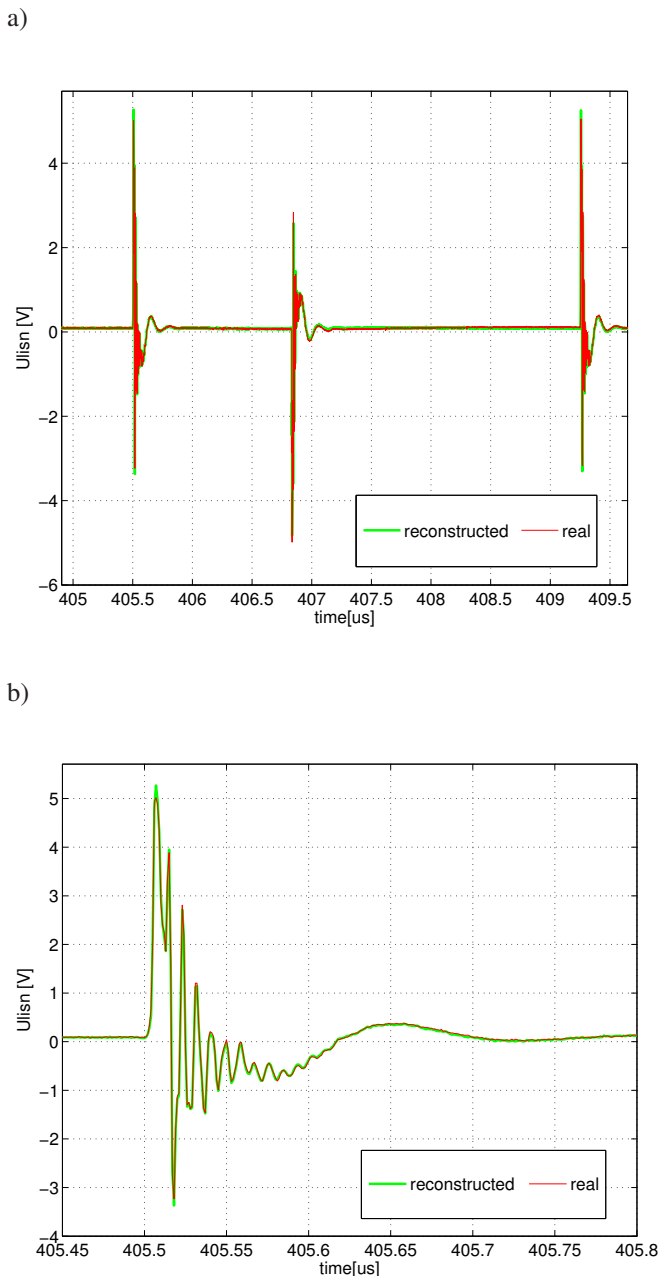 a)
4
2
0
−2
−4
−6
Ulisn [V]
reconstructed real
405 405.5 406 406.5 407 407.5 408 408.5 409 409.5
time[us]
b)
5
4
3
2
1
0
−1
−2
−3
−4
Ulisn [V]
reconstructed real
405.45 405.5 405.55 405.6 405.65 405.7 405.75 405.8
time[us]